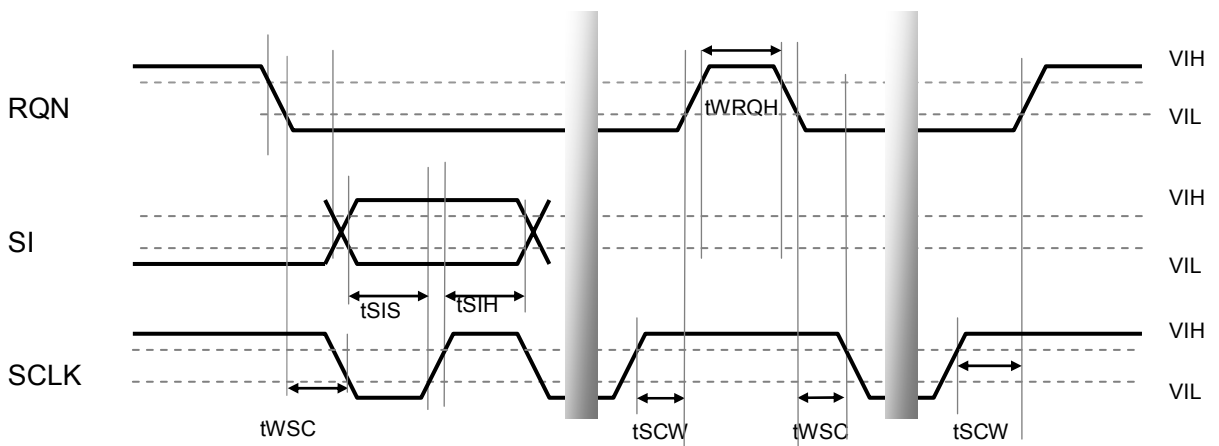 VIH
RQN
tWRQH
VIL
VIH
SI
VIL
tSIS
tSIH
VIH
SCLK
VIL
tWSC
tSCW
tWSC
tSCW